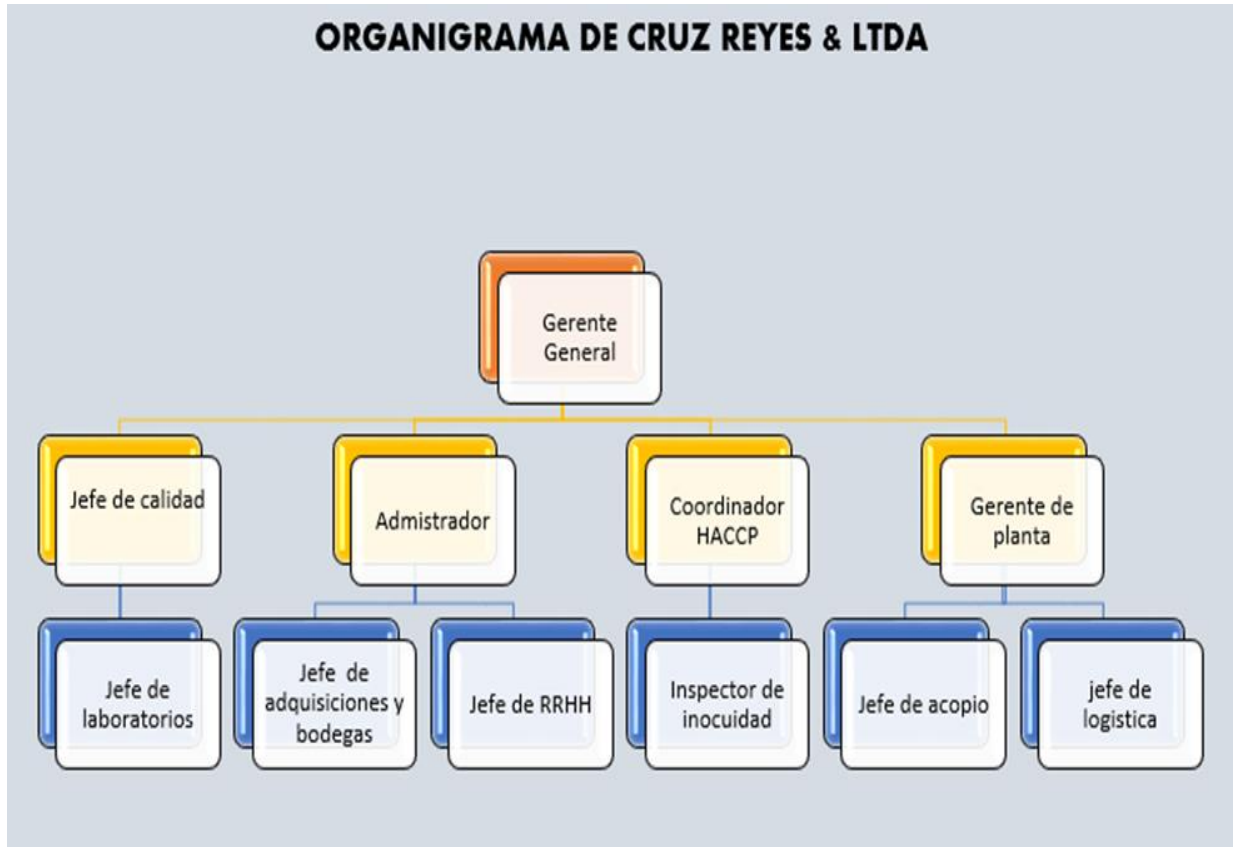 ORGANIGRAMA DE CRUZ REYES & LTDA
Gerente
General
Jefe de calidad
Admistrador
Coordinador
HACCP
Gerente de
planta
Jefe de
laboratorios
Jefe de
adquisiciones y
bodegas
Jefe de RRHH
Inspector de
inocuidad
Jefe de acopio
jefe de
logistica